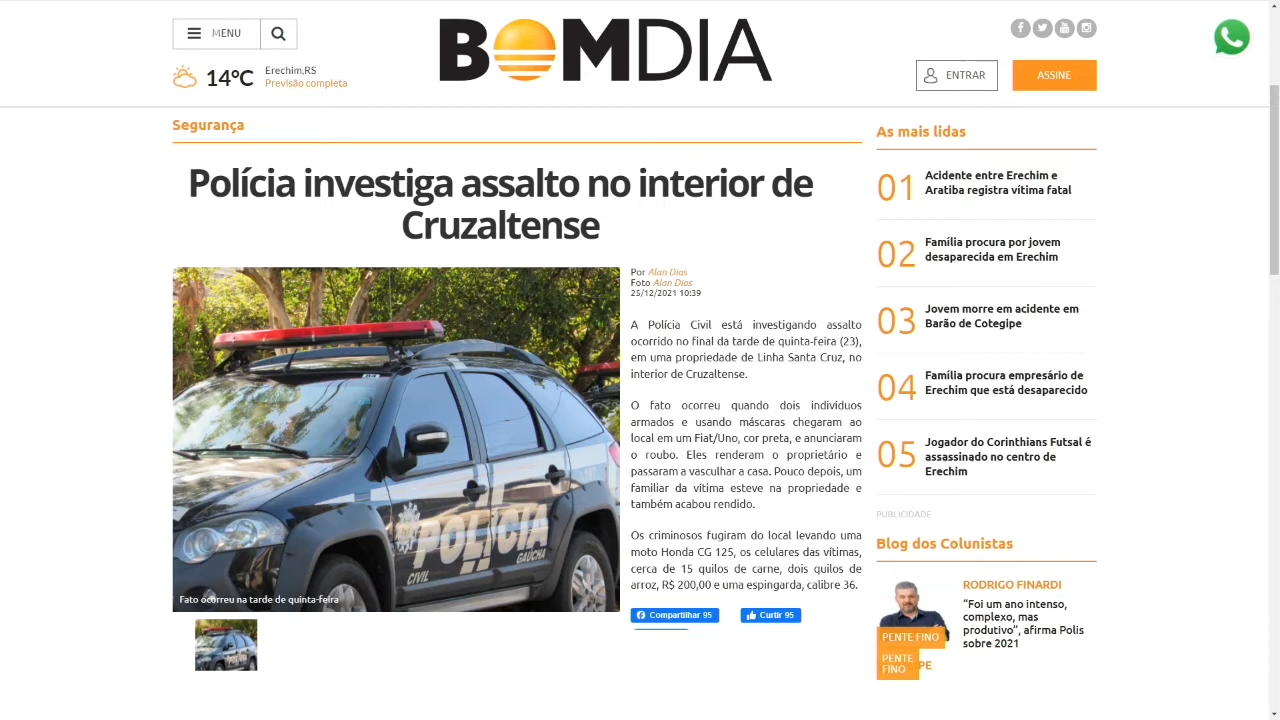 MENU
BOMDIA
14°C
Erechim,RS
Previsão completa
ENTRAR
ASSINE
Segurança
Polícia investiga assalto no interior de
Cruzaltense
POLÍCIA
CIVIL
GAÚCHA
Fato ocorreu na tarde de quinta-feira
Por Alan Dias
Foto Alan Dias
25/12/2021 10:39
A Polícia Civil está investigando assalto
ocorrido no final da tarde de quinta-feira (23),
em uma propriedade de Linha Santa Cruz, no
interior de Cruzaltense.
O fato ocorreu quando dois indivíduos
armados e usando máscaras chegaram ao
local em um Fiat/Uno, cor preta, e anunciaram
o roubo. Eles renderam o proprietário e
passaram a vasculhar a casa. Pouco depois, um
familiar da vítima esteve na propriedade e
também acabou rendido.
Os criminosos fugiram do local levando uma
moto Honda CG 125, os celulares das vítimas,
cerca de 15 quilos de carne, dois quilos de
arroz, R$ 200,00 e uma espingarda, calibre 36.
Compartilhar 95
Curtir 95
As mais lidas
01
Acidente entre Erechim e
Aratiba registra vítima fatal
02
Família procura por jovem
desaparecida em Erechim
03
Jovem morre em acidente em
Barão de Cotegipe
04
Família procura empresário de
Erechim que está desaparecido
05
Jogador do Corinthians Futsal é
assassinado no centro de
Erechim
PUBLICIDADE
Blog dos Colunistas
RODRIGO FINARDI
“Foi um ano intenso,
complexo, mas
produtivo”, afirma Polis
sobre 2021
PENTE FINO
PENTE
FINO